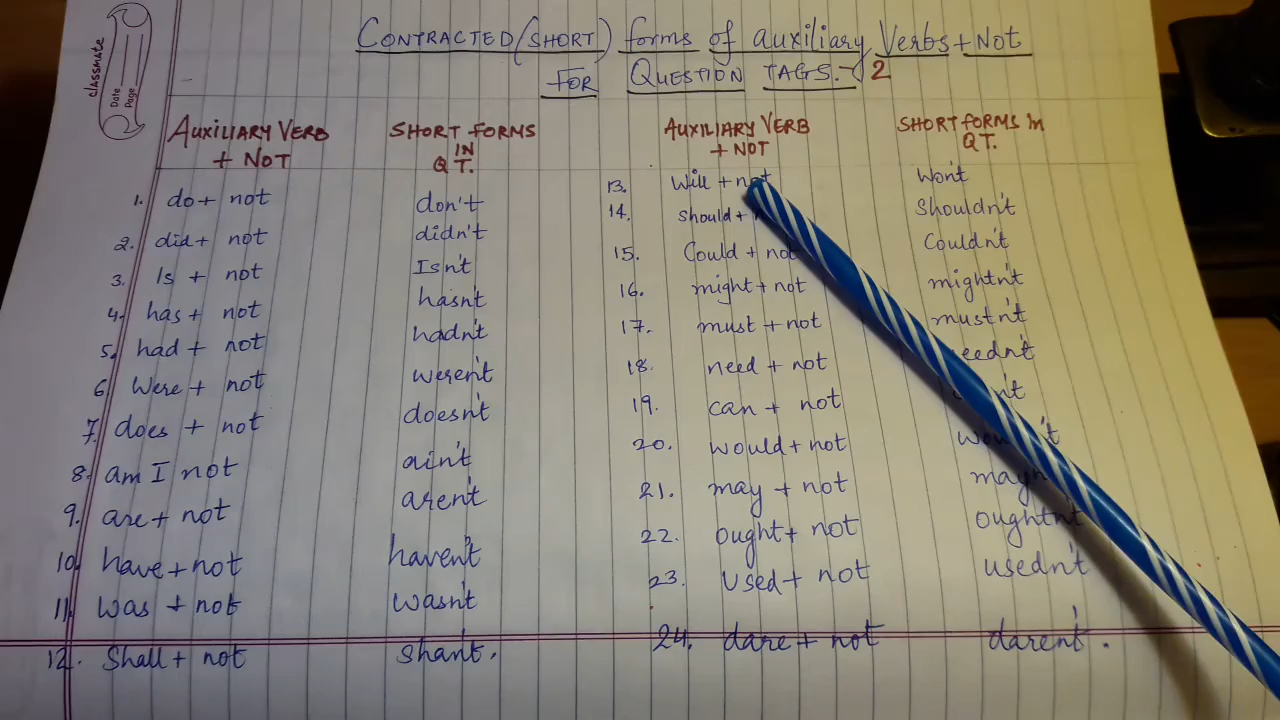 classmate
Date
Page
CONTRACTED (SHORT) forms of auxiliary Verbs + Not
FOR QUESTION TAGS.- 2
AUXILIARY VERB
+ NOT
SHORT FORMS
IN
Q T.
1. do + not don't
2. did + not didn't
3. Is + not Isn't
4. has + not hasn't
5. had + not hadn't
6. Were + not weren't
7. does + not doesn't
8. am I not ain't
9. are + not aren't
10. have + not haven't
11. was + not wasn't
12. Shall + not shan't.
AUXILIARY VERB
+ NOT
SHORT FORMS In
QT.
13. Will + not Won't
14. Should + Shouldn't
15. Could + not Couldn't
16. might + not mightn't
17. must + not mustn't
18. need + not
19. can + not
20. would + not
21. may + not
22. ought + not oughtn't
23. Used + not usedn't
24. dare + not daren't.